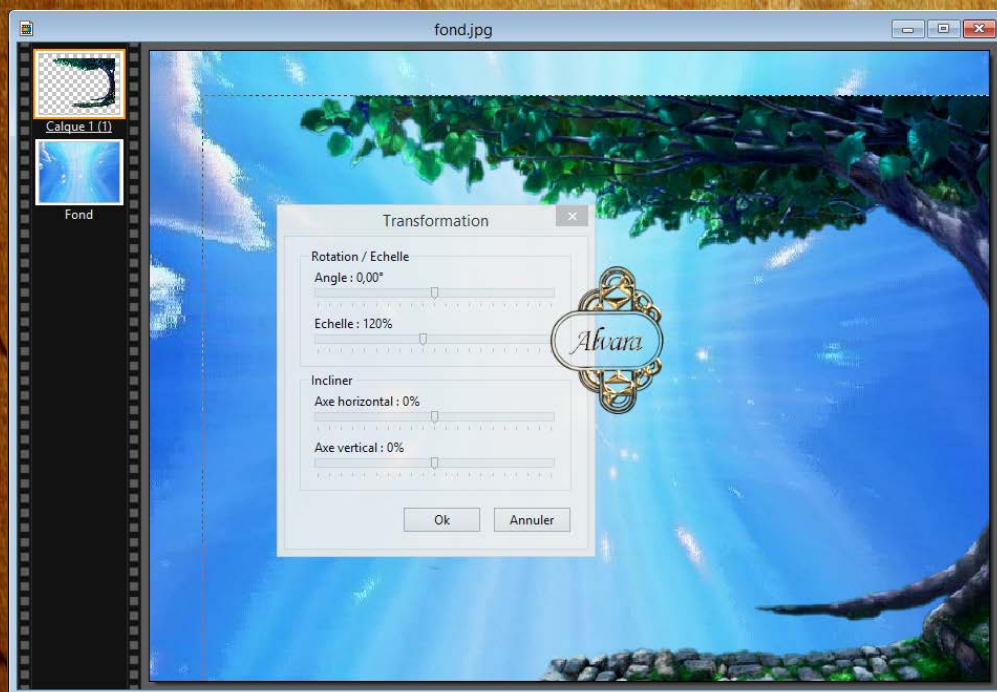 fond.jpg
Calque 1 (1)
Fond
Transformation
Rotation / Echelle
Angle : 0,00°
Echelle : 120%
Incliner
Axe horizontal : 0%
Axe vertical : 0%
Ok
Annuler
Alvara